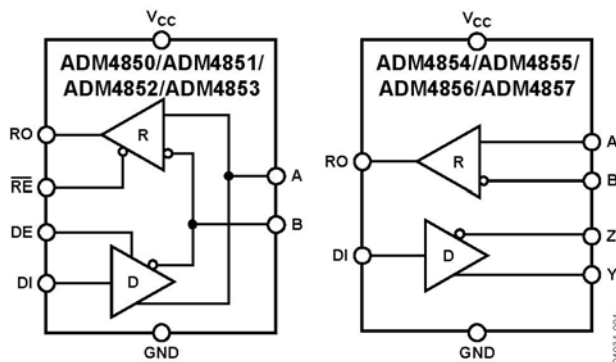 VCC
ADM4850/ADM4851/
ADM4852/ADM4853
RO
R
RE
DE
DI
D
A
B
GND
VCC
ADM4854/ADM4855/
ADM4856/ADM4857
RO
R
DI
D
A
B
Z
Y
GND